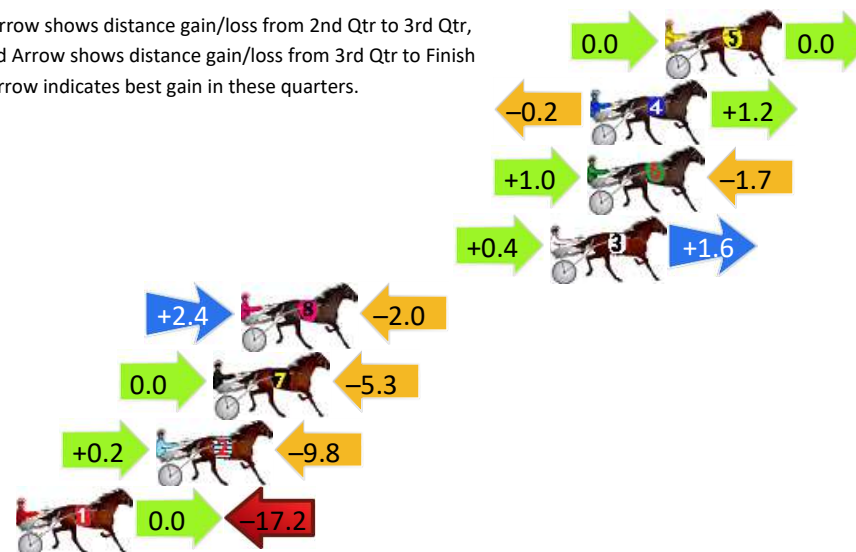 rrow shows distance gain/loss from 2nd Qtr to 3rd Qtr,
d Arrow shows distance gain/loss from 3rd Qtr to Finish
rrow indicates best gain in these quarters.
0.0 5 0.0
−0.2 4 +1.2
+1.0 6 −1.7
+0.4 3 +1.6
+2.4 8 −2.0
0.0 7 −5.3
+0.2 −9.8
1 0.0 −17.2